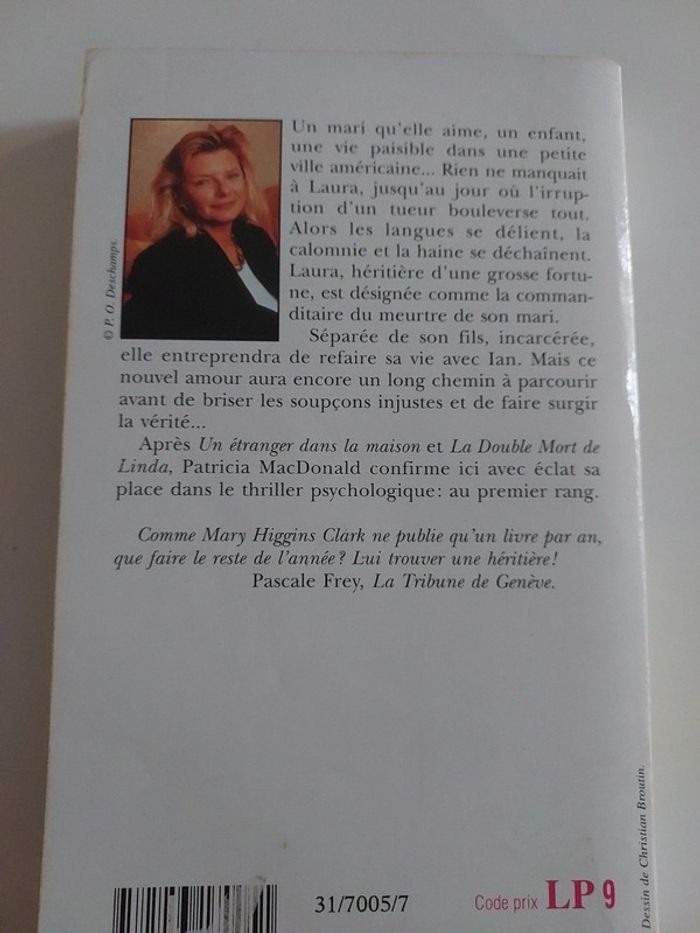 Un mari qu'elle aime, un enfant,
une vie paisible dans une petite
ville américaine... Rien ne manquait
à Laura, jusqu'au jour où l'irrup-
tion d'un tueur bouleverse tout.
Alors les langues se délient, la
calomnie et la haine se déchaînent.
Laura, héritière d'une grosse fortu-
ne, est désignée comme la comman-
ditaire du meurtre de son mari.
Séparée de son fils, incarcérée,
elle entreprendra de refaire sa vie avec Ian. Mais ce
nouvel amour aura encore un long chemin à parcourir
avant de briser les soupçons injustes et de faire surgir
la vérité...
Après Un étranger dans la maison et La Double Mort de
Linda, Patricia MacDonald confirme ici avec éclat sa
place dans le thriller psychologique : au premier rang.
Comme Mary Higgins Clark ne publie qu'un livre par an,
que faire le reste de l'année ? Lui trouver une héritière !
Pascale Frey, La Tribune de Genève.
© P. O. Deschamps.
Dessin de Christian Broutin.
31/7005/7
Code prix LP 9